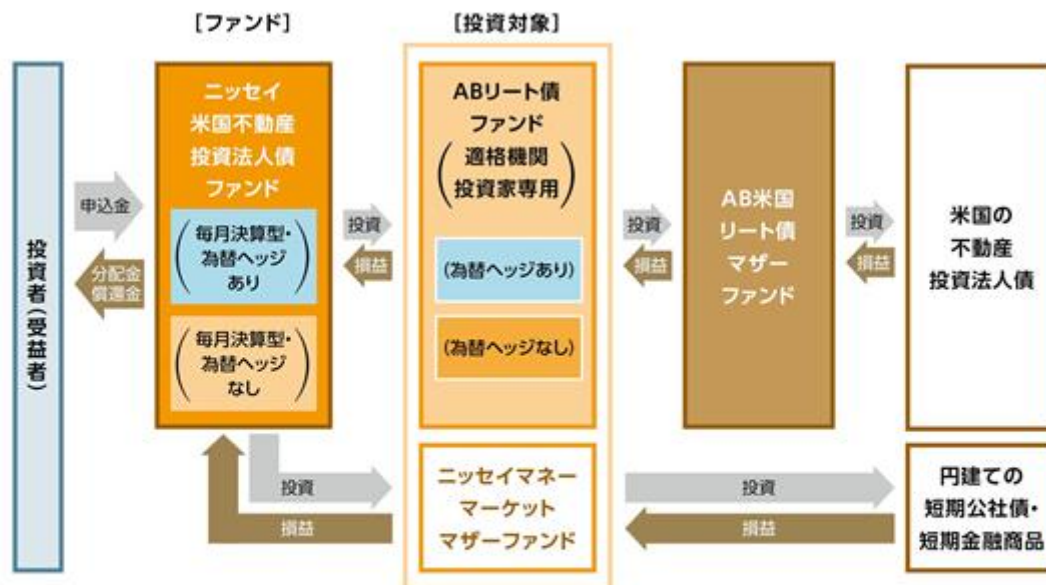 [ファンド]
[投資対象]
投資者(受益者)
申込金
分配金
償還金
ニッセイ
米国不動産
投資法人債
ファンド
(毎月決算型・
為替ヘッジ
あり)
(毎月決算型・
為替ヘッジ
なし)
投資
損益
ABリート債
ファンド
(適格機関
投資家専用)
(為替ヘッジあり)
(為替ヘッジなし)
投資
損益
AB米国
リート債
マザー
ファンド
投資
損益
米国の
不動産
投資法人債
投資
損益
ニッセイマネー
マーケット
マザーファンド
投資
損益
円建ての
短期公社債・
短期金融商品